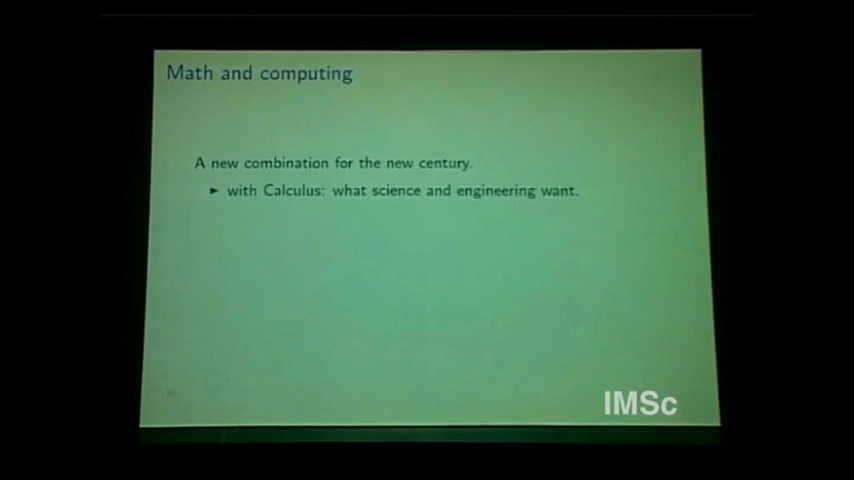 Math and computing
A new combination for the new century.
▶ with Calculus: what science and engineering want.
IMSc